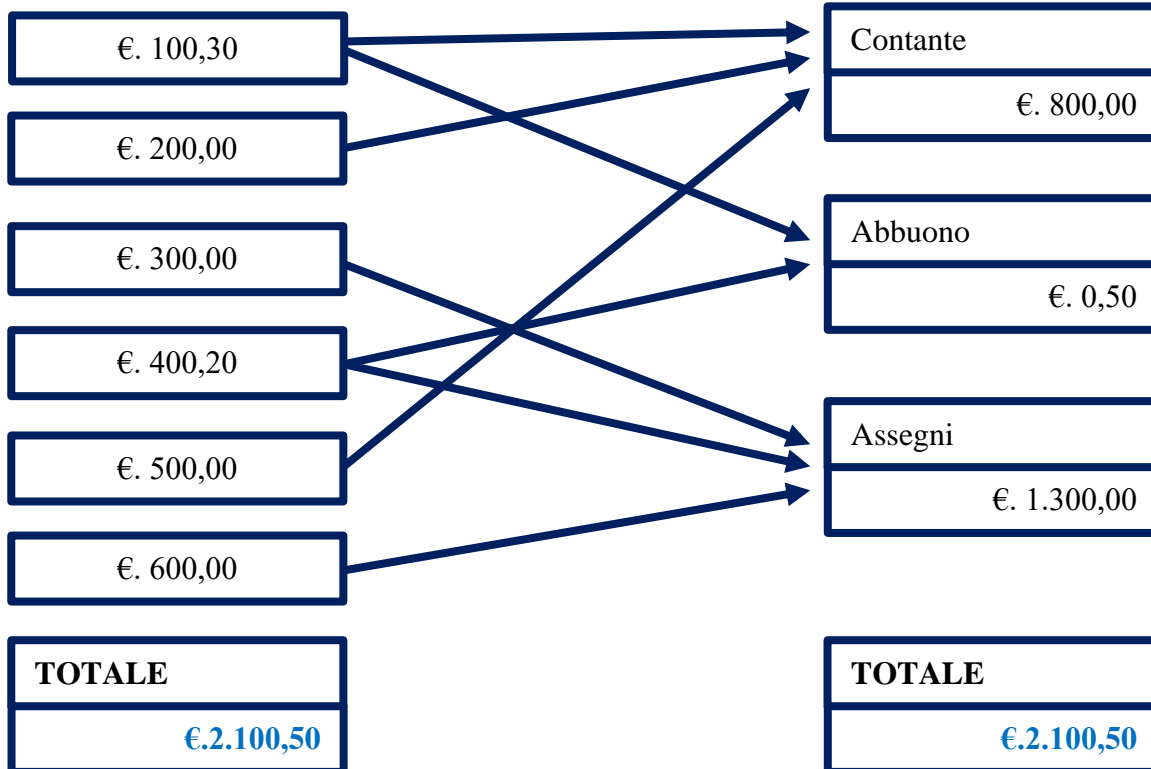 €. 100,30
€. 200,00
€. 300,00
€. 400,20
€. 500,00
€. 600,00
TOTALE
€.2.100,50
Contante
€. 800,00
Abbuono
€. 0,50
Assegni
€. 1.300,00
TOTALE
€.2.100,50